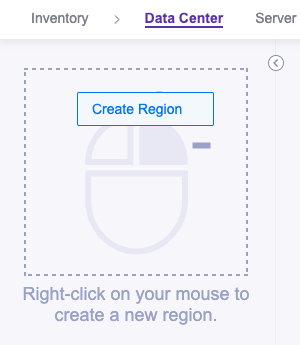 Inventory > Data Center Server
Create Region
Right-click on your mouse to
create a new region.